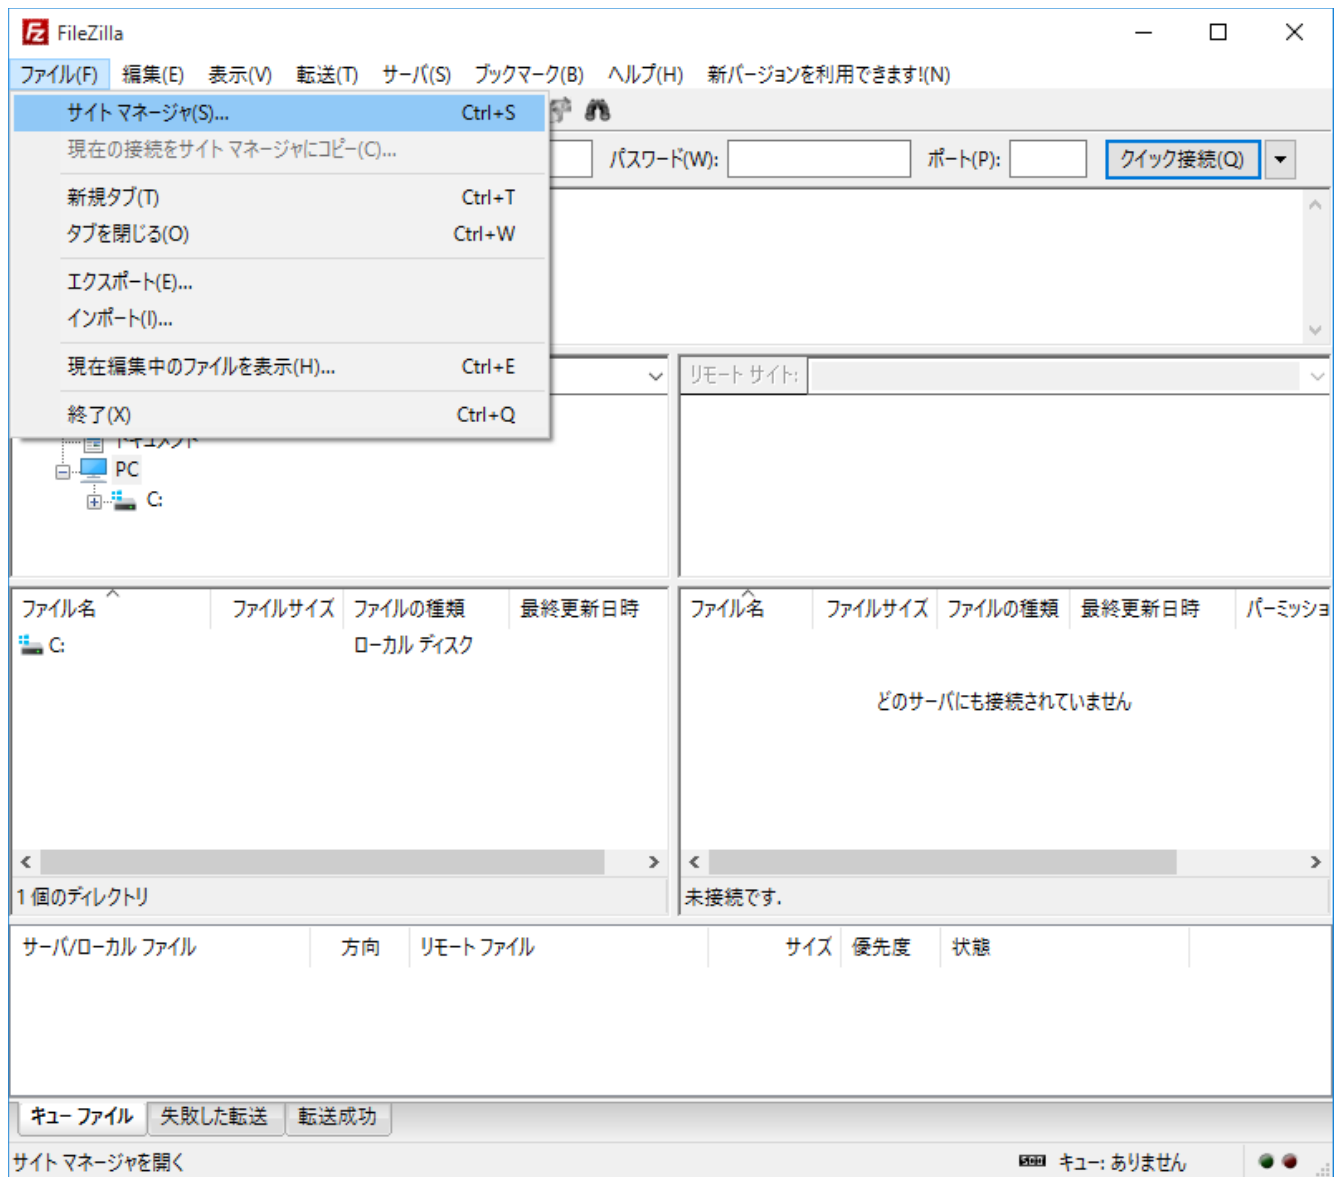 FileZilla
ファイル(F) 編集(E) 表示(V) 転送(T) サーバ(S) ブックマーク(B) ヘルプ(H) 新バージョンを利用できます!(N)
サイト マネージャ(S)... Ctrl+S
現在の接続をサイト マネージャにコピー(C)...
パスワード(W): ポート(P): クイック接続(Q)
新規タブ(T) Ctrl+T
タブを閉じる(O) Ctrl+W
エクスポート(E)...
インポート(I)...
現在編集中のファイルを表示(H)... Ctrl+E
リモート サイト:
終了(X) Ctrl+Q
ドキュメント
PC
C:
ファイル名 ファイルサイズ ファイルの種類 最終更新日時
C: ローカル ディスク
ファイル名 ファイルサイズ ファイルの種類 最終更新日時 パーミッショ
どのサーバにも接続されていません
1 個のディレクトリ
未接続です.
サーバ/ローカル ファイル 方向 リモート ファイル サイズ 優先度 状態
キュー ファイル 失敗した転送 転送成功
サイト マネージャを開く
キュー: ありません